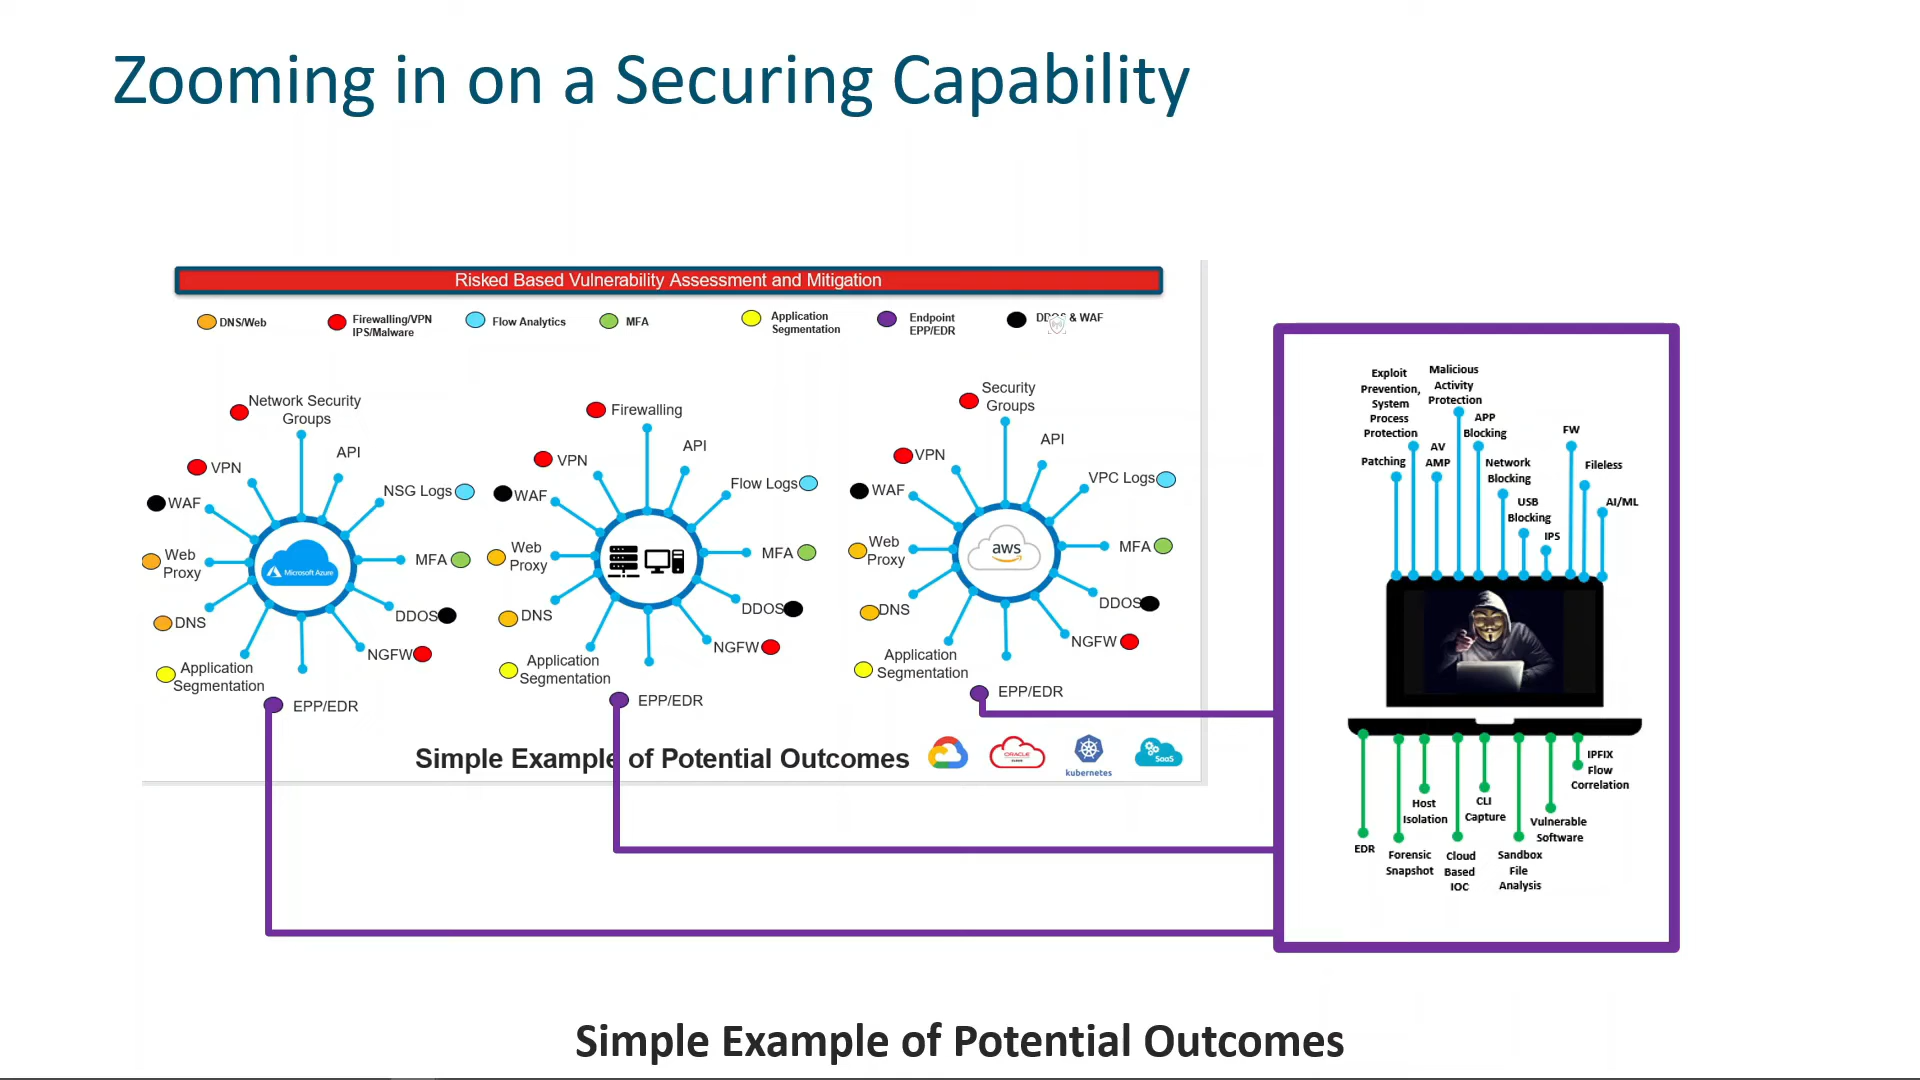 Zooming in on a Securing Capability
Risked Based Vulnerability Assessment and Mitigation
DNS/Web
Firewalling/VPN
IPS/Malware
Flow Analytics
MFA
Application
Segmentation
Endpoint
EPP/EDR
& WAF
Network Security
Groups
API
VPN
NSG Logs
WAF
Web
Proxy
MFA
DNS
DDOS
NGFW
Application
Segmentation
EPP/EDR
Microsoft Azure
Firewalling
API
VPN
Flow Logs
WAF
Web
Proxy
MFA
DNS
DDOS
NGFW
Application
Segmentation
EPP/EDR
Security
Groups
API
VPN
VPC Logs
WAF
Web
Proxy
aws
MFA
DNS
DDOS
NGFW
Application
Segmentation
EPP/EDR
Simple Example of Potential Outcomes
ORACLE
kubernetes
SaaS
Exploit
Prevention,
System
Process
Protection
Malicious
Activity
Protection
APP
Blocking
FW
Patching
AV
AMP
Network
Blocking
Fileless
USB
Blocking
AI/ML
IPS
IPFIX
Flow
Correlation
Host
Isolation
CLI
Capture
Vulnerable
Software
EDR
Forensic
Snapshot
Cloud
Based
IOC
Sandbox
File
Analysis
Simple Example of Potential Outcomes